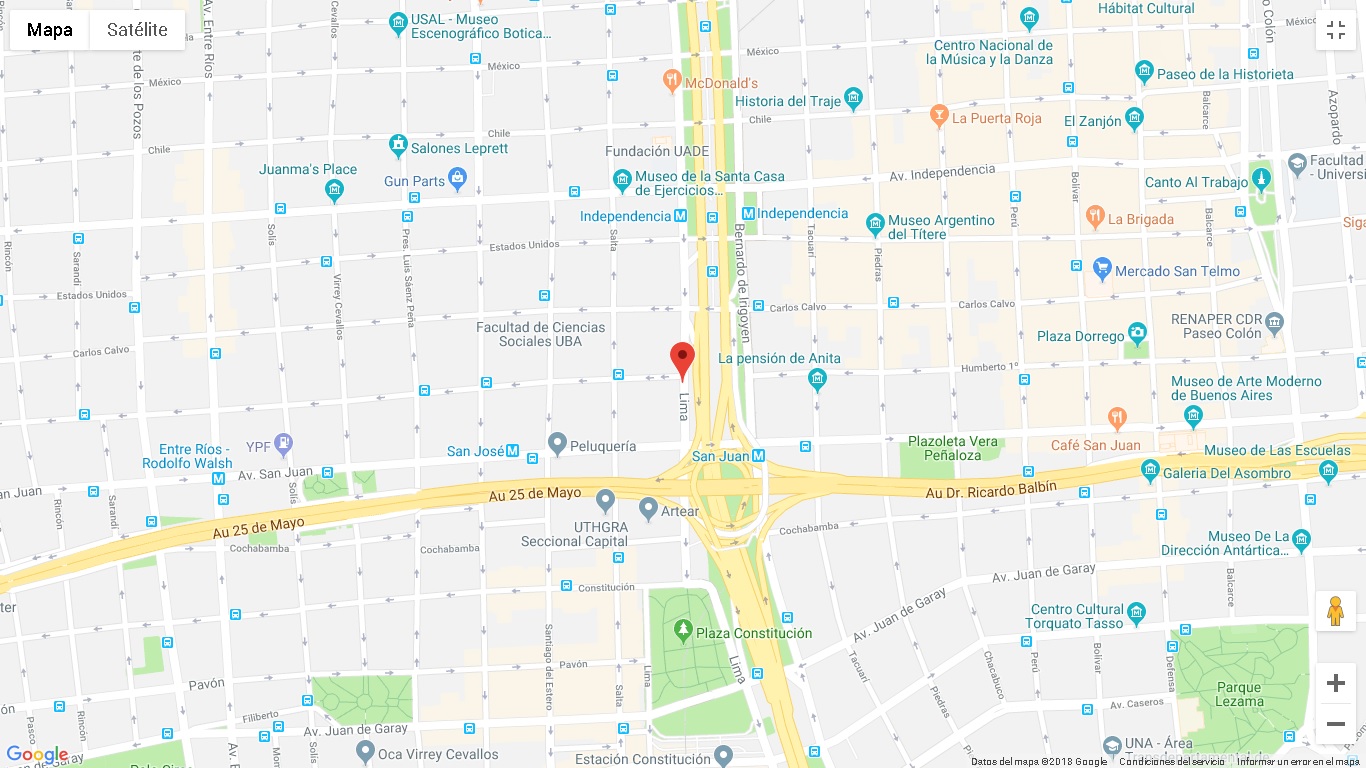 Mapa
Satélite
USAL - Museo
Escenográfico Botica...
Hábitat Cultural
Cevallos
Av. Entre Ríos
te de los Pozos
México
México
México
Colón
Centro Nacional de
la Música y la Danza
Paseo de la Historieta
McDonald's
Historia del Traje
La Puerta Roja
El Zanjón
Balcarce
Azopardo
Chile
Chile
Chile
Salones Leprett
Fundación UADE
Juanma's Place
Gun Parts
Museo de la Santa Casa
de Ejercicios...
Av. Independencia
Bolívar
Facultad
- Universi
Canto Al Trabajo
Independencia
Independencia
Museo Argentino
del Títere
Perú
La Brigada
Balcarce
Siga
Rincón
Sarandí
Solís
Pres. Luis Sáenz Peña
Salta
Lima
Bernardo de Irigoyen
Tacuarí
Piedras
Estados Unidos
Estados Unidos
Virrey Cevallos
Mercado San Telmo
Carlos Calvo
Carlos Calvo
Carlos Calvo
Facultad de Ciencias
Sociales UBA
Plaza Dorrego
RENAPER CDR
Paseo Colón
La pensión de Anita
Humberto 1°
Museo de Arte Moderno
de Buenos Aires
Lima
YPF
Entre Ríos -
Rodolfo Walsh
San José
Peluquería
San Juan
Plazoleta Vera
Peñaloza
Café San Juan
Museo de Las Escuelas
Galeria Del Asombro
Av. San Juan
an Juan
Au 25 de Mayo
Au 25 de Mayo
Au Dr. Ricardo Balbín
Solís
Rincón
Sarandí
Artear
UTHGRA
Seccional Capital
Cochabamba
Cochabamba
Cochabamba
Museo De La
Dirección Antártica...
Av. Juan de Garay
Balcarce
Constitución
Av. Juan de Garay
Centro Cultural
Torquato Tasso
ter
Plaza Constitución
Santiago del Estero
Salta
Lima
Lima
Tacuarí
Piedras
Chacabuco
Perú
Bolívar
Defensa
Pavón
Pavón
Parque
Lezama
Av. Caseros
ón
Pasco
Rincón
Filiberto
Av. Juan de Garay
Av.
Oca Virrey Cevallos
Estación Constitución
UNA - Área
Google
de Garay
Datos del mapa ©2018 Google
Condiciones del servicio
Informar un error en el mapa